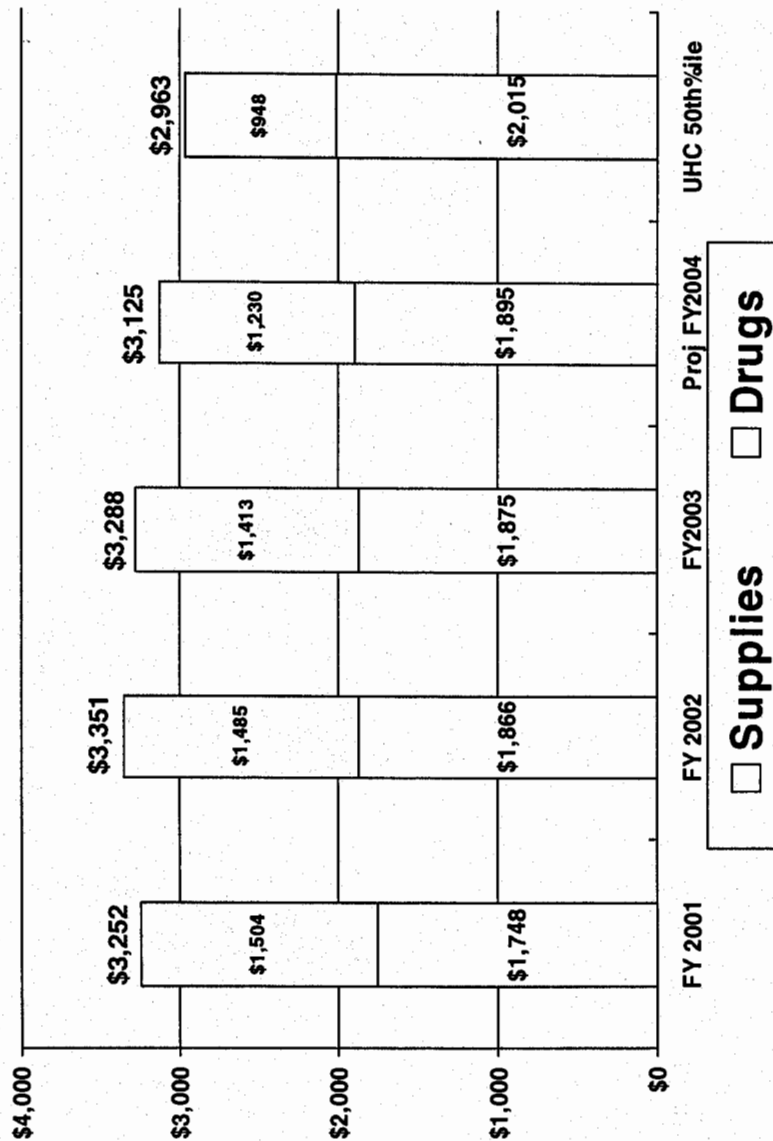 $4,000
$3,000
$2,000
$1,000
$0
$3,252
$1,504
$1,748
$3,351
$1,485
$1,866
$3,288
$1,413
$1,875
$3,125
$1,230
$1,895
$2,963
$948
$2,015
FY 2001
FY 2002
FY2003
Proj FY2004
UHC 50th%ile
Supplies
Drugs